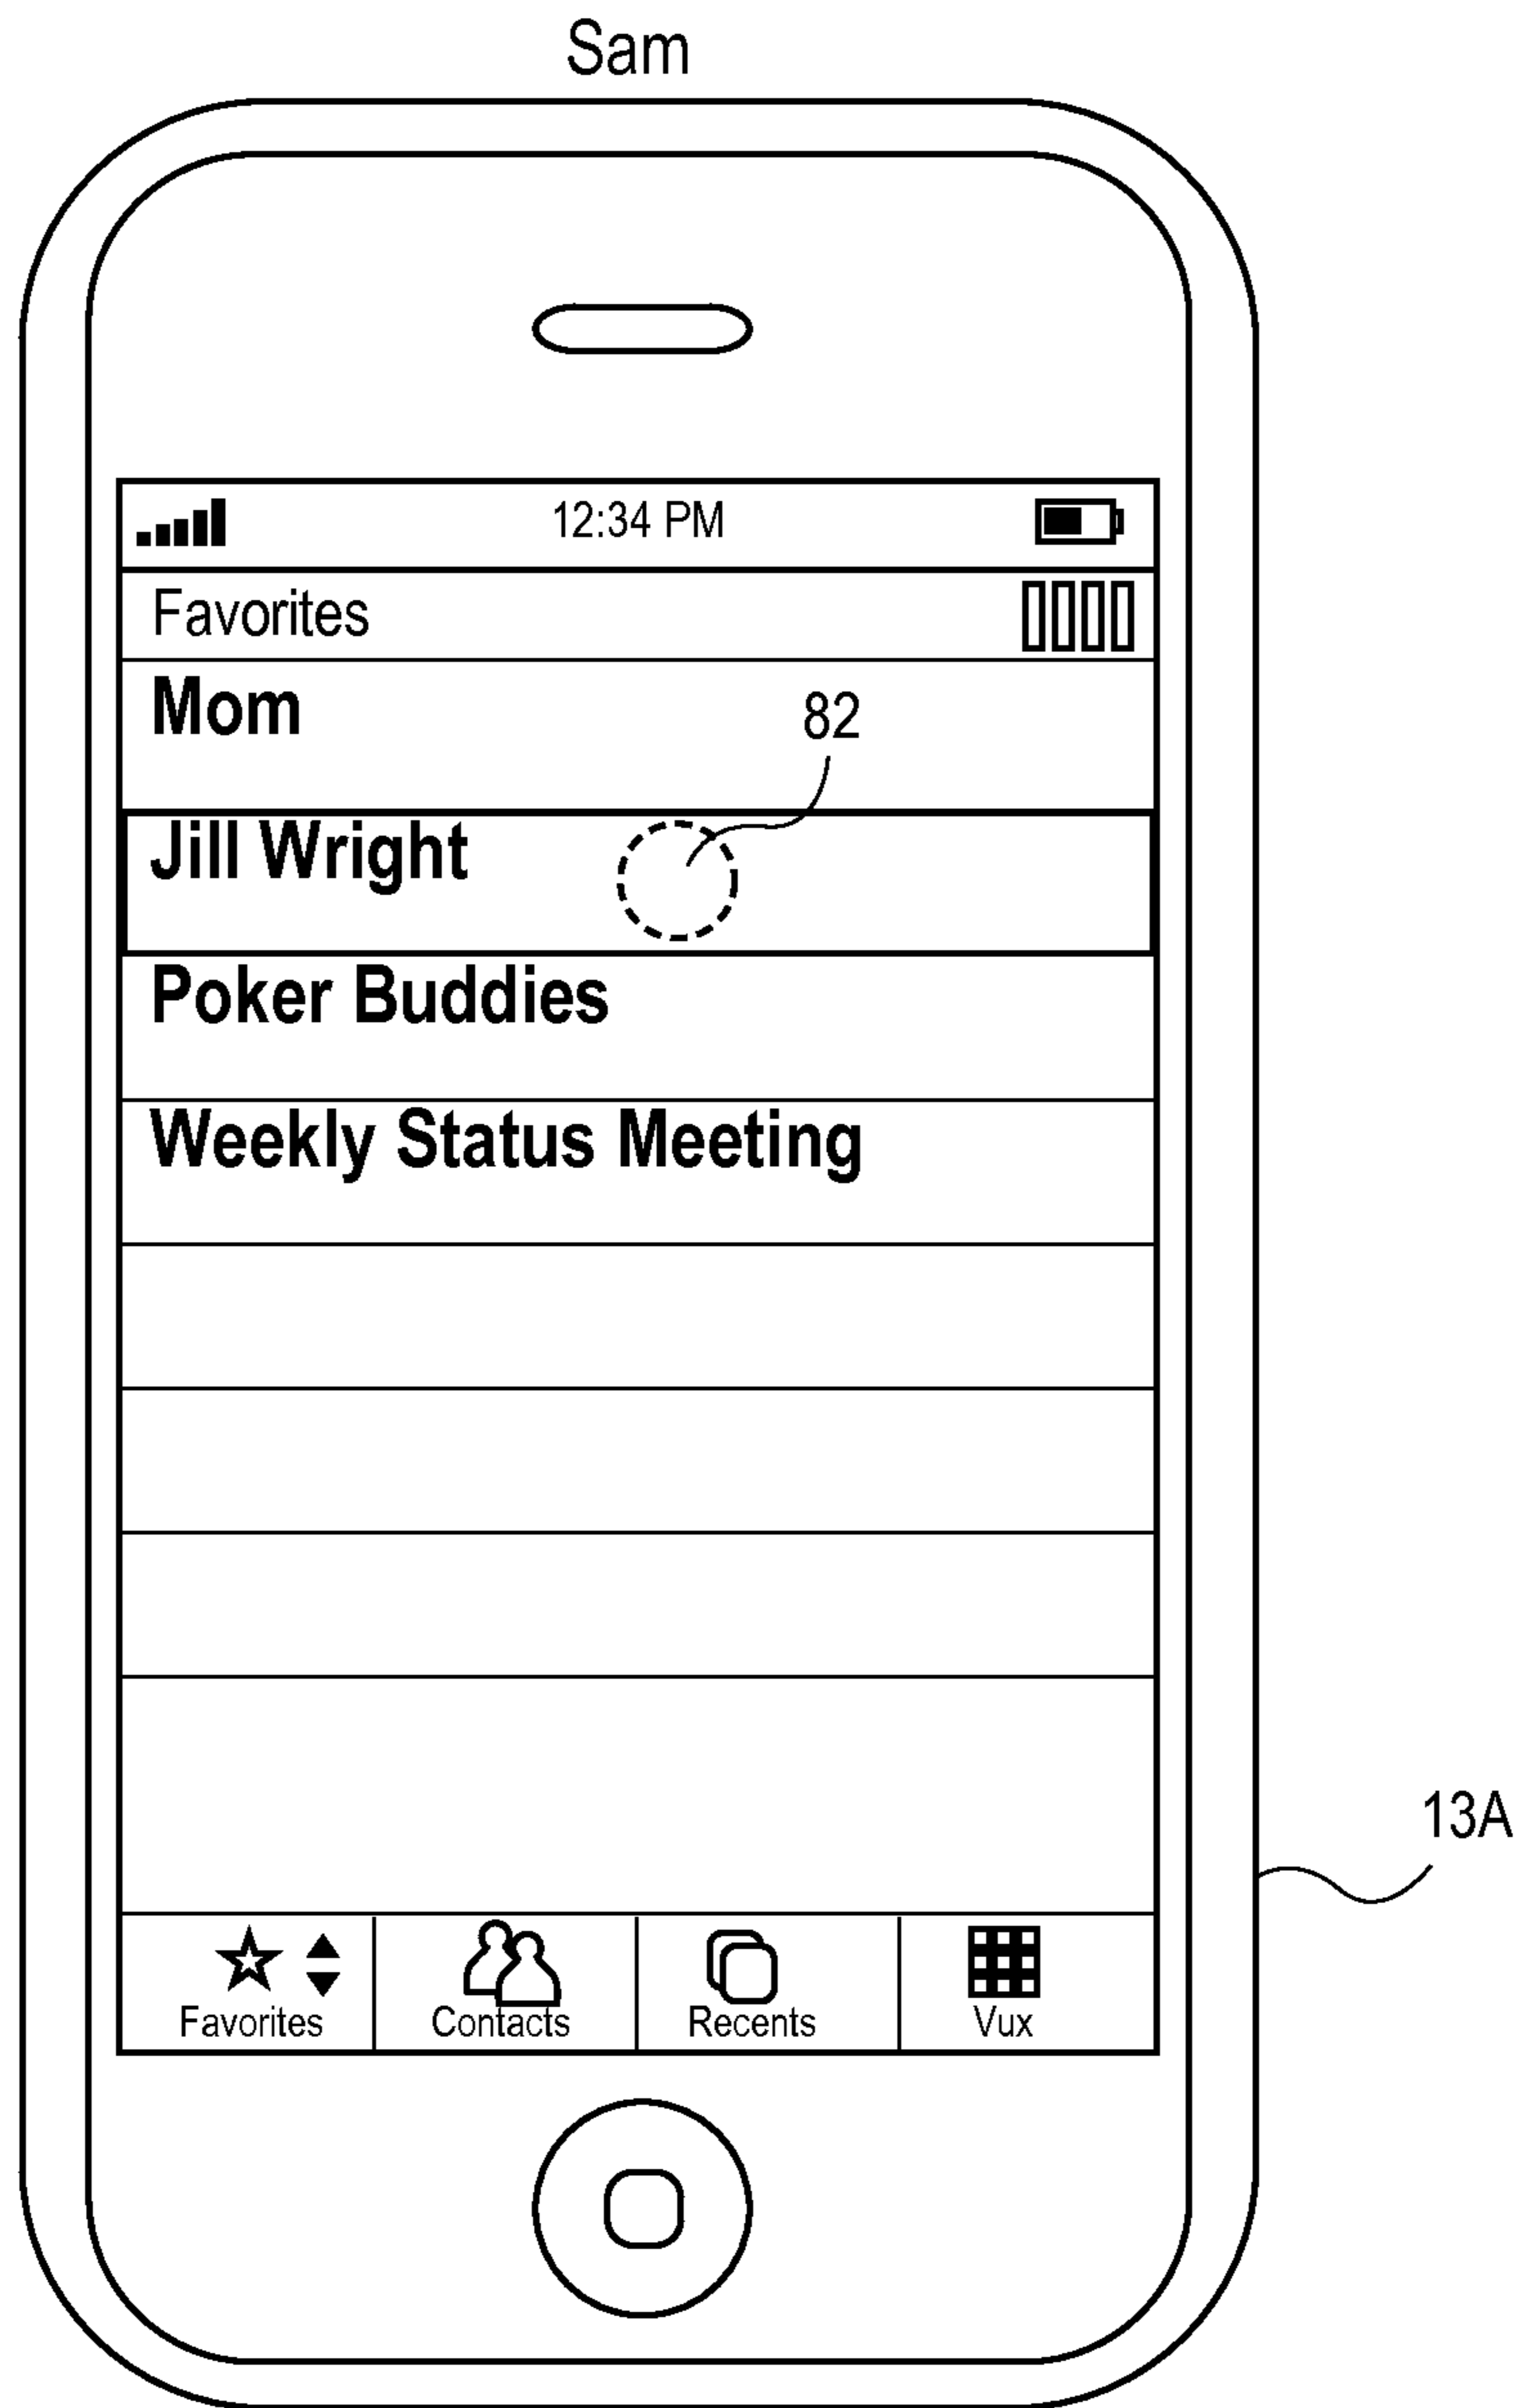 Sam
12:34 PM
Favorites
Mom
82
Jill Wright
Poker Buddies
Weekly Status Meeting
13A
Favorites Contacts Recents Vux